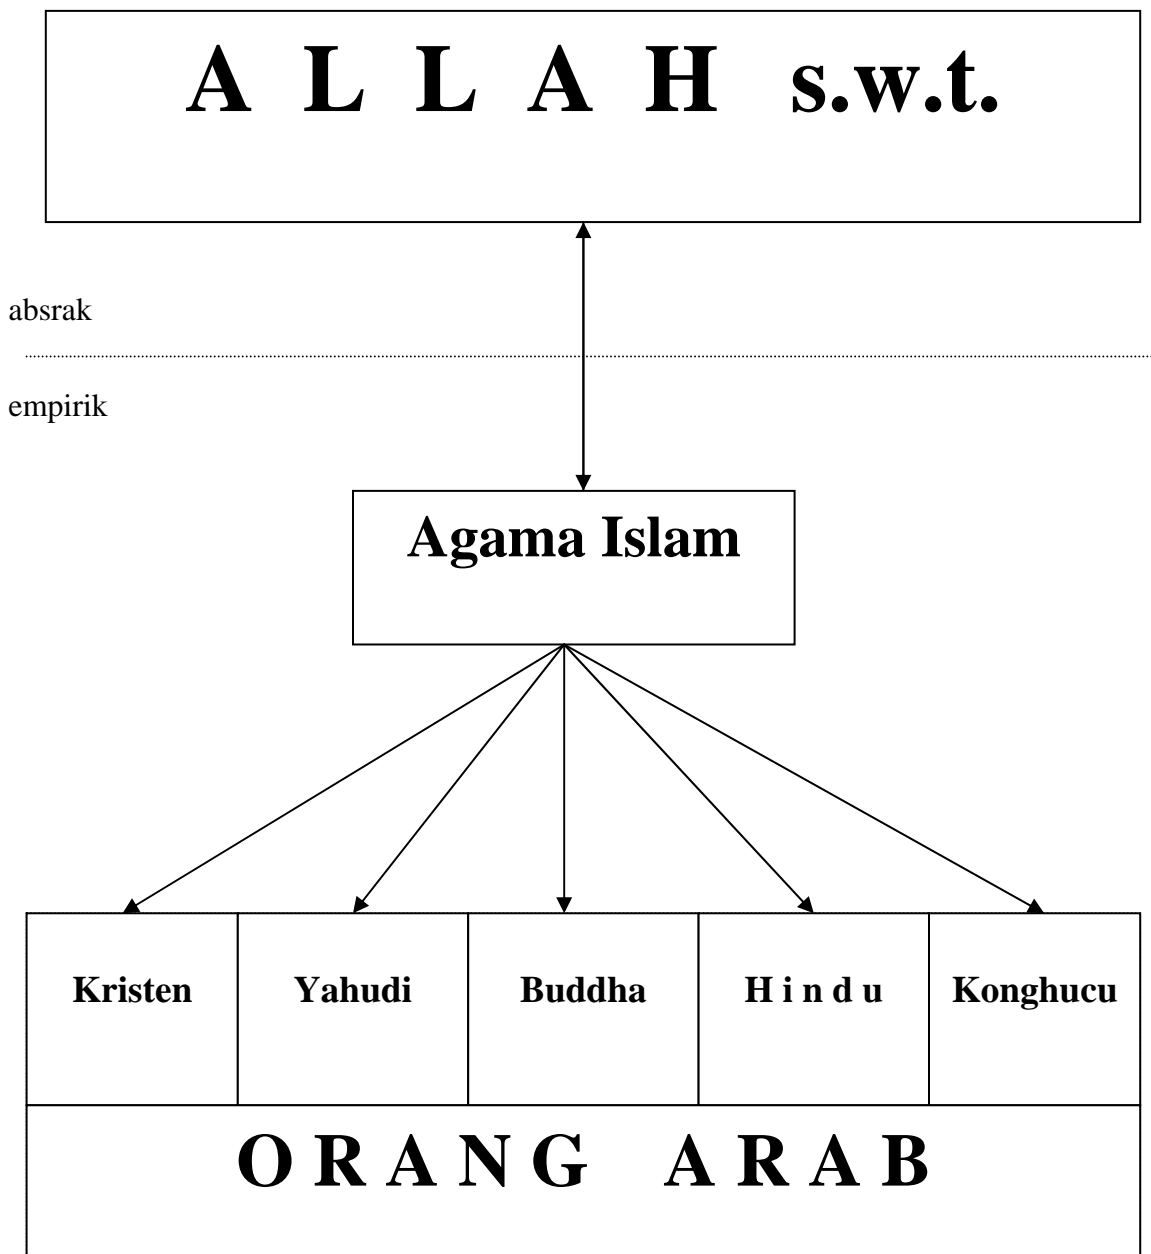 A L L A H s.w.t.
absrak
empirik
Agama Islam
Kristen
Yahudi
Buddha
H i n d u
Konghucu
O R A N G A R A B